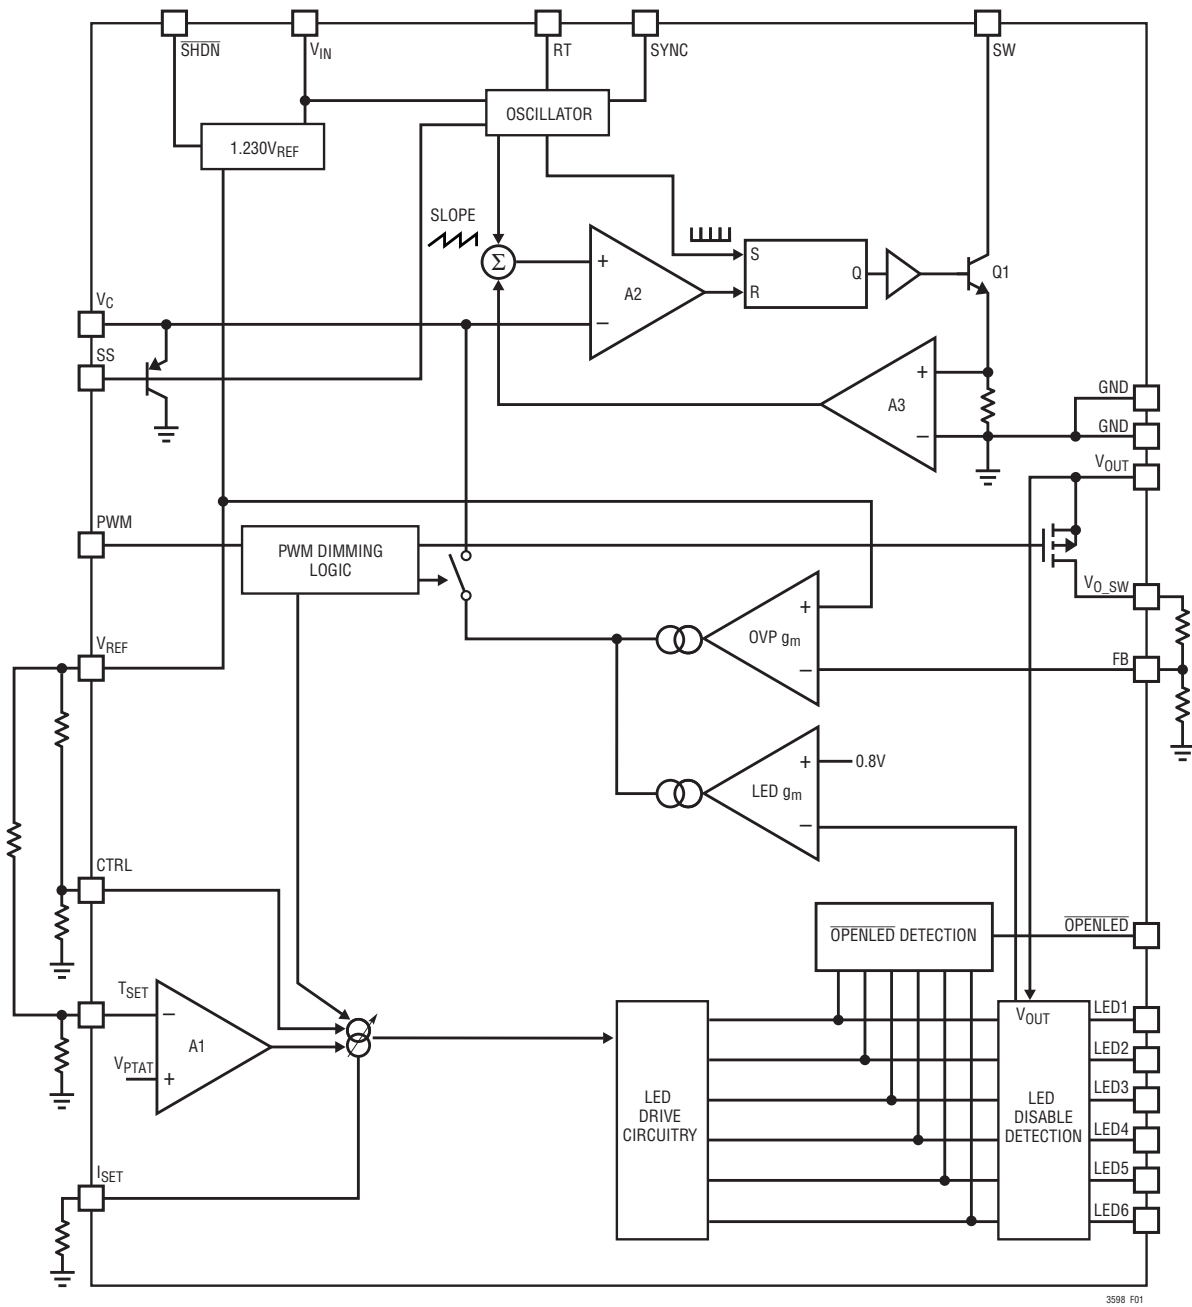 SHDN
VIN
RT
SYNC
SW
OSCILLATOR
1.230VREF
SLOPE
Σ
+
A2
−
S
R
Q
Q1
VC
SS
+
A3
−
GND
GND
VOUT
PWM
PWM DIMMING
LOGIC
VO_SW
+
OVP gm
−
FB
VREF
+
0.8V
LED gm
−
CTRL
OPENLED DETECTION
OPENLED
TSET
−
A1
VPTAT
+
VOUT
LED1
LED2
LED3
LED4
LED5
LED6
LED
DRIVE
CIRCUITRY
LED
DISABLE
DETECTION
ISET
3598 F01